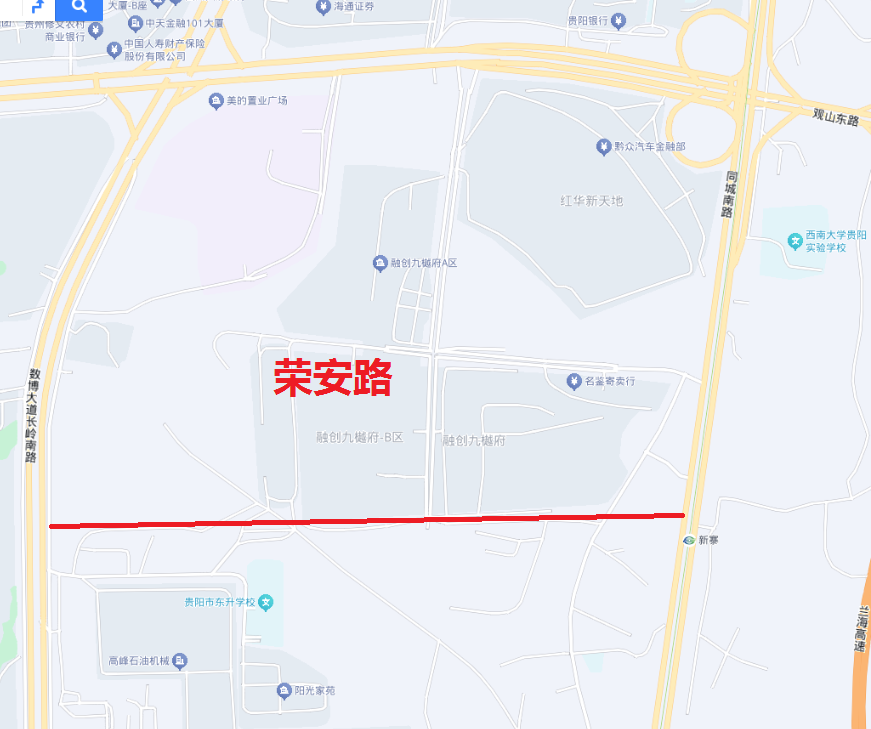 大厦-B座
海通证券
贵阳银行
贵州修文农村
商业银行
中天金融101大厦
中国人寿财产保险
股份有限公司
美的置业广场
观山东路
黔众汽车金融部
同城南路
红华新天地
西南大学贵阳
实验学校
融创九樾府A区
荣安路
名鉴寄卖行
数博大道长岭南路
融创九樾府-B区
融创九樾府
新寨
贵阳市东升学校
兰海高速
高峰石油机械
阳光家苑